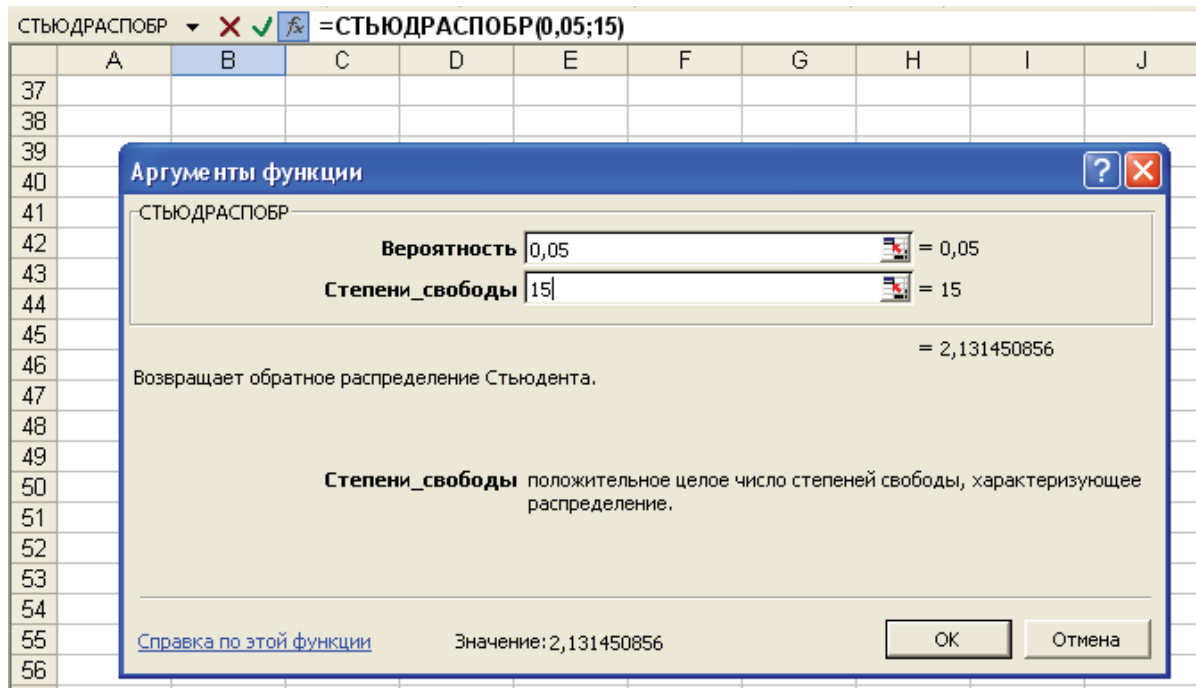 СТЬЮДРАСПОБР fx =СТЬЮДРАСПОБР(0,05;15)
A B C D E F G H I J
37
38
39
Аргументы функции ?
40
41
СТЬЮДРАСПОБР
42
Вероятность 0,05 = 0,05
43
Степени_свободы 15 = 15
44
45
= 2,131450856
46
Возвращает обратное распределение Стьюдента.
47
48
49
Степени_свободы положительное целое число степеней свободы, характеризующее
50
распределение.
51
52
53
54
55
Справка по этой функции Значение:2,131450856 ОК Отмена
56